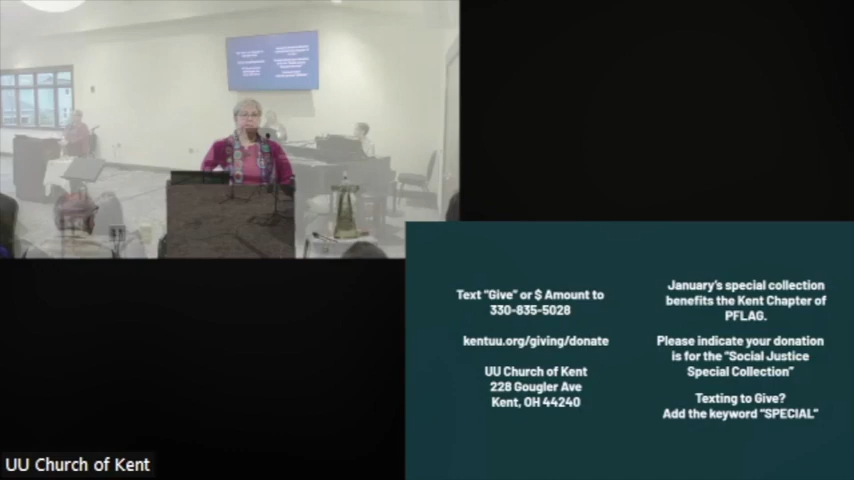 Text “Give” or $ Amount to
330-835-5028
kentuu.org/giving/donate
UU Church of Kent
228 Gougler Ave
Kent, OH 44240
January’s special collection
benefits the Kent Chapter of
PFLAG.
Please indicate your donation
is for the “Social Justice
Special Collection”
Texting to Give?
Add the keyword “SPECIAL”
UU Church of Kent